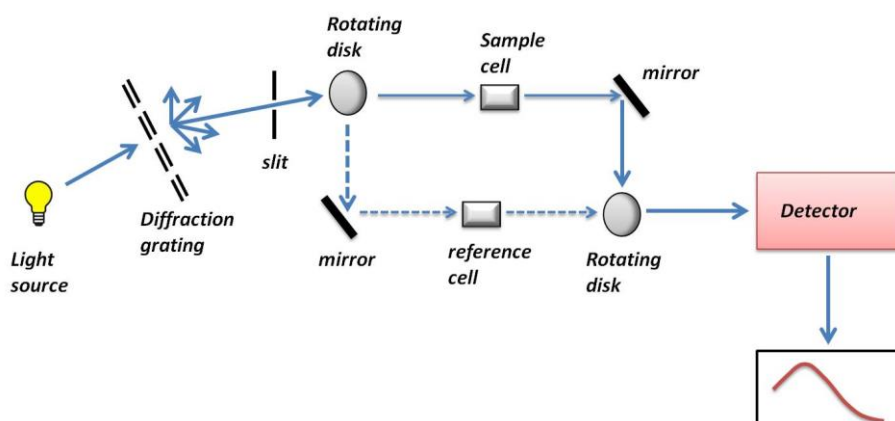 Rotating
disk
Sample
cell
mirror
slit
Diffraction
grating
Light
source
mirror
reference
cell
Rotating
disk
Detector